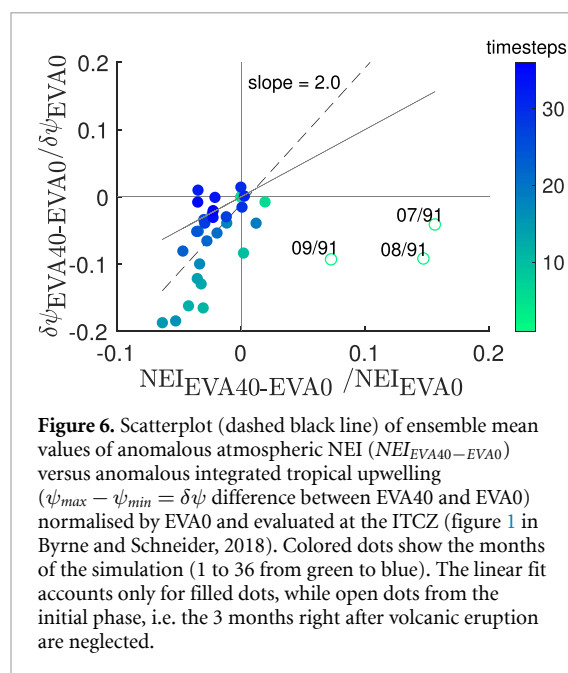 timesteps
0.2
slope = 2.0
30
0.1
δψEVA40-EVA0/δψEVA0
0
20
07/91
09/91
08/91
-0.1
10
-0.2
-0.1
0
0.1
0.2
NEIEVA40-EVA0 /NEIEVA0
Figure 6. Scatterplot (dashed black line) of ensemble mean
values of anomalous atmospheric NEI (NEIEVA40−EVA0)
versus anomalous integrated tropical upwelling
(ψmax − ψmin = δψ difference between EVA40 and EVA0)
normalised by EVA0 and evaluated at the ITCZ (figure 1 in
Byrne and Schneider, 2018). Colored dots show the months
of the simulation (1 to 36 from green to blue). The linear fit
accounts only for filled dots, while open dots from the
initial phase, i.e. the 3 months right after volcanic eruption
are neglected.